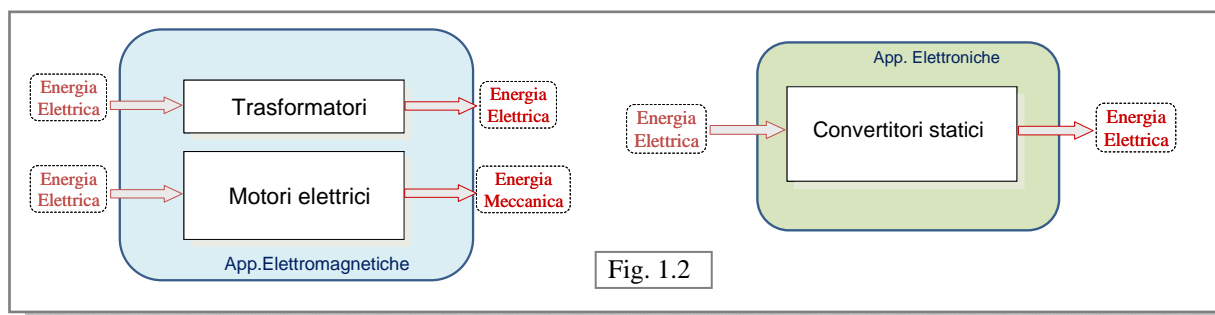 Energia
Elettrica
Trasformatori
Energia
Elettrica
Energia
Elettrica
Motori elettrici
Energia
Meccanica
App.Elettromagnetiche
App. Elettroniche
Energia
Elettrica
Convertitori statici
Energia
Elettrica
Fig. 1.2